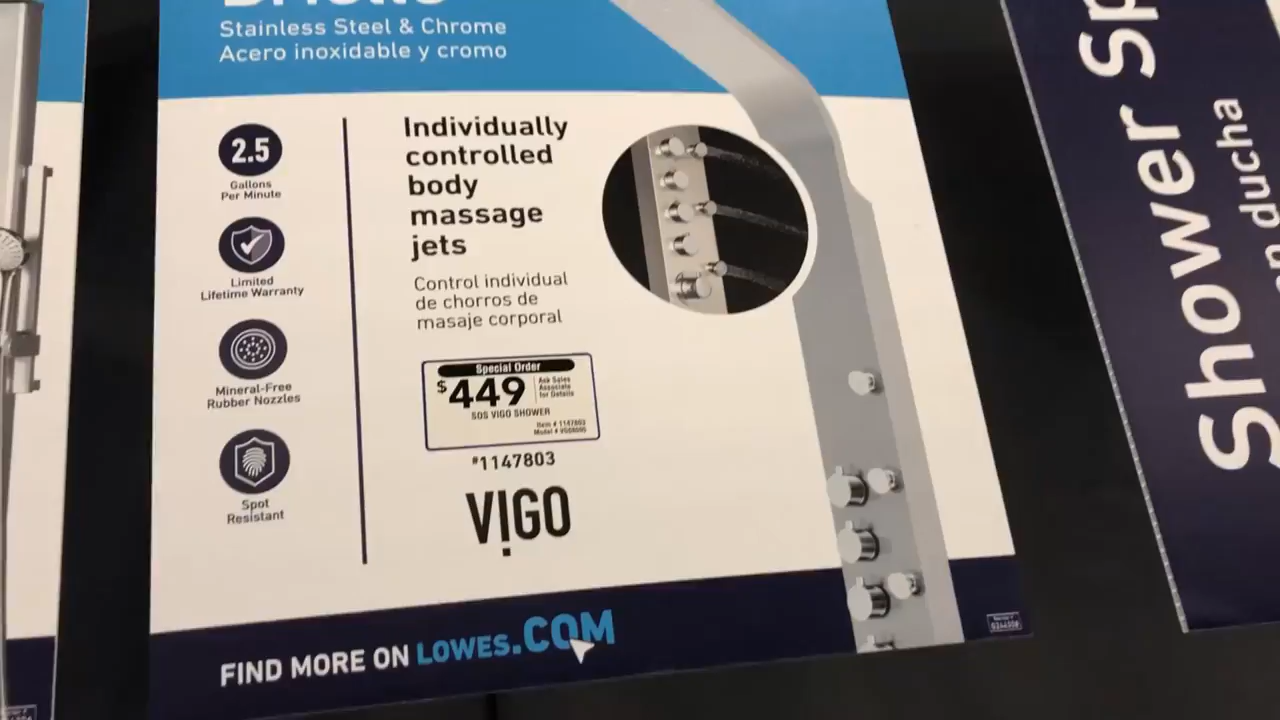 Stainless Steel & Chrome
Acero inoxidable y cromo
2.5
Gallons
Per Minute
Limited
Lifetime Warranty
Mineral-Free
Rubber Nozzles
Spot
Resistant
Individually
controlled
body
massage
jets
Control individual
de chorros de
masaje corporal
Special Order
$449
Ask Sales
Associate
for Details
SOS VIGO SHOWER
Item # 1147803
Model #
#1147803
VIGO
FIND MORE ON LOWES.COM
Shower
ducha